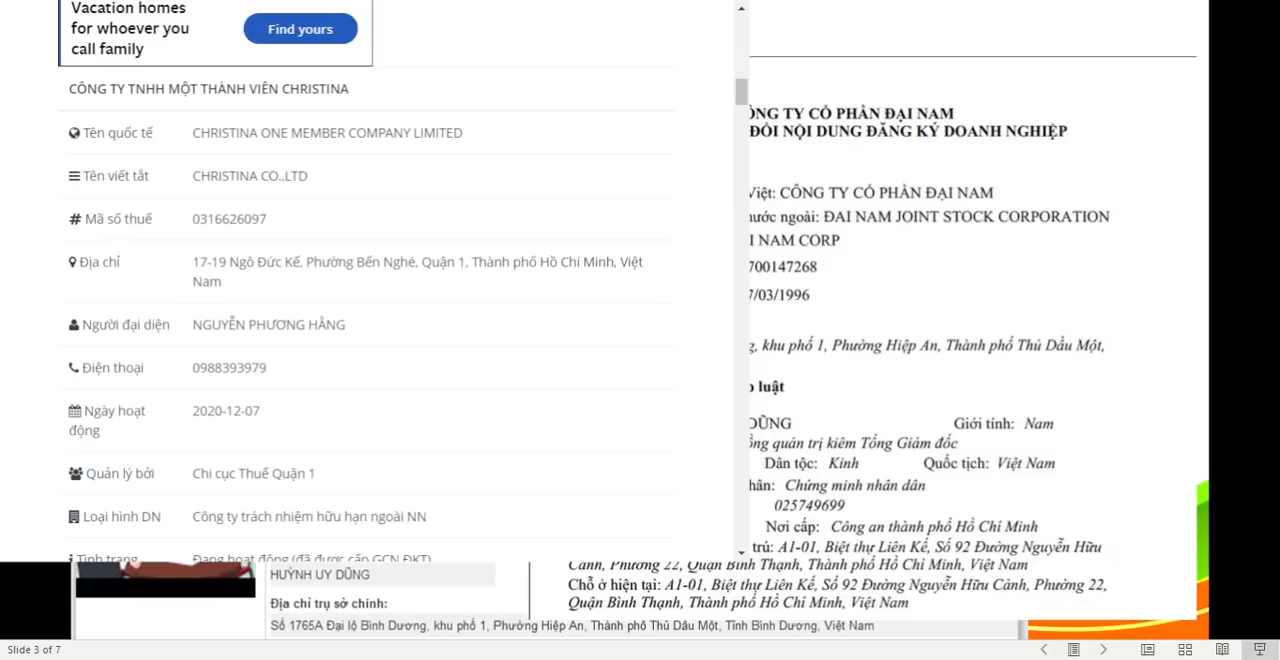 Vacation homes
for whoever you
call family
Find yours
CÔNG TY TNHH MỘT THÀNH VIÊN CHRISTINA
Tên quốc tế CHRISTINA ONE MEMBER COMPANY LIMITED
Tên viết tắt CHRISTINA CO.,LTD
Mã số thuế 0316626097
Địa chỉ 17-19 Ngô Đức Kế, Phường Bến Nghé, Quận 1, Thành phố Hồ Chí Minh, Việt
Nam
Người đại diện NGUYỄN PHƯƠNG HẰNG
Điện thoại 0988393979
Ngày hoạt động 2020-12-07
Quản lý bởi Chi cục Thuế Quận 1
Loại hình DN Công ty trách nhiệm hữu hạn ngoài NN
Tình trạng Đang hoạt động (đã được cấp GCN ĐKT)
TY CỔ PHẦN ĐẠI NAM
ĐỔI NỘI DUNG ĐĂNG KÝ DOANH NGHIỆP
Việt: CÔNG TY CỔ PHẦN ĐẠI NAM
nước ngoài: ĐAI NAM JOINT STOCK CORPORATION
NAM CORP
700147268
7/03/1996
khu phố 1, Phường Hiệp An, Thành phố Thủ Dầu Một,
luật
DŨNG Giới tính: Nam
quản trị kiêm Tổng Giám đốc
Dân tộc: Kinh Quốc tịch: Việt Nam
Chứng minh nhân dân
025749699
Nơi cấp: Công an thành phố Hồ Chí Minh
trú: A1-01, Biệt thự Liên Kế, Số 92 Đường Nguyễn Hữu
Cảnh, Phường 22, Quận Bình Thạnh, Thành phố Hồ Chí Minh, Việt Nam
Chỗ ở hiện tại: A1-01, Biệt thự Liên Kế, Số 92 Đường Nguyễn Hữu Cảnh, Phường 22,
Quận Bình Thạnh, Thành phố Hồ Chí Minh, Việt Nam
HUỲNH UY DŨNG
Địa chỉ trụ sở chính:
Số 1765A Đại lộ Bình Dương, khu phố 1, Phường Hiệp An, Thành phố Thủ Dầu Một, Tỉnh Bình Dương, Việt Nam
Slide 3 of 7